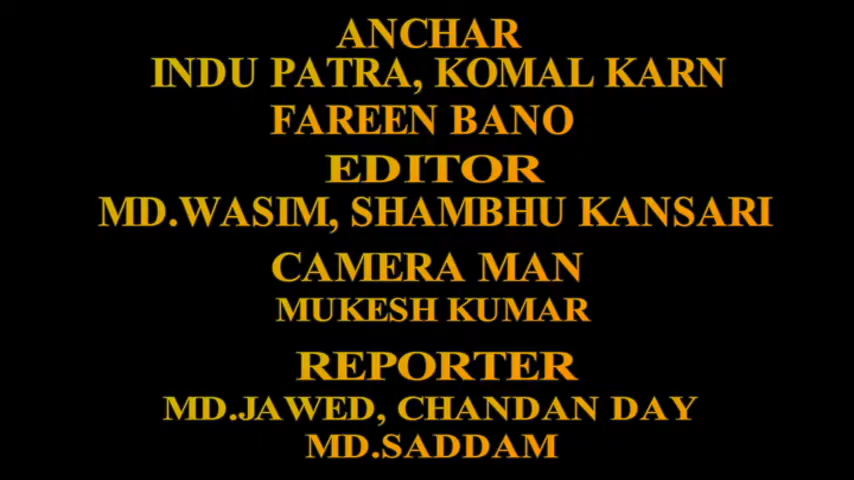 ANCHAR
INDU PATRA, KOMAL KARN
FAREEN BANO
EDITOR
MD.WASIM, SHAMBHU KANSARI
CAMERA MAN
MUKESH KUMAR
REPORTER
MD.JAWED, CHANDAN DAY
MD.SADDAM